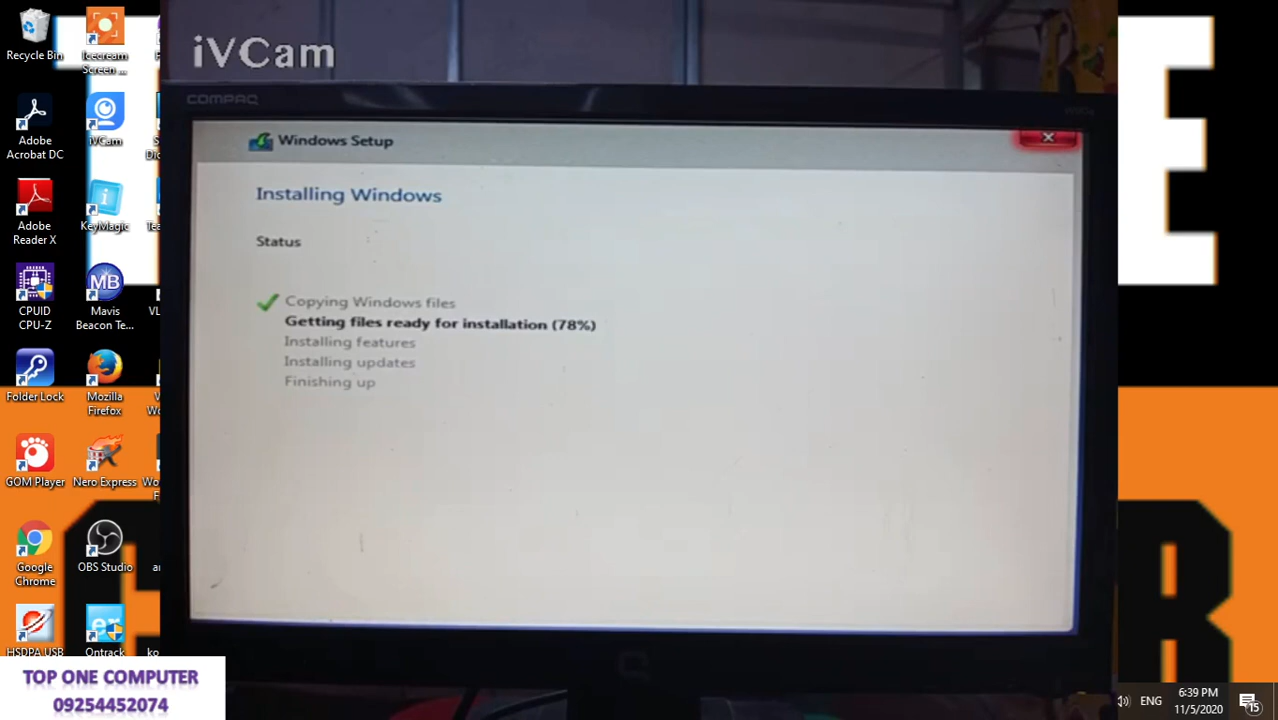 Recycle Bin
Icecream
Screen ...
Adobe
Acrobat DC
iVCam
Adobe
Reader X
KeyMagic
CPUID
CPU-Z
Mavis
Beacon Te...
Folder Lock
Mozilla
Firefox
GOM Player
Nero Express
Google
Chrome
OBS Studio
HSDPA USB
Ontrack
MB
er
iVCam
COMPAQ
Windows Setup
Installing Windows
Status
Copying Windows files
Getting files ready for installation (78%)
Installing features
Installing updates
Finishing up
TOP ONE COMPUTER
09254452074
ENG
6:39 PM
11/5/2020
15